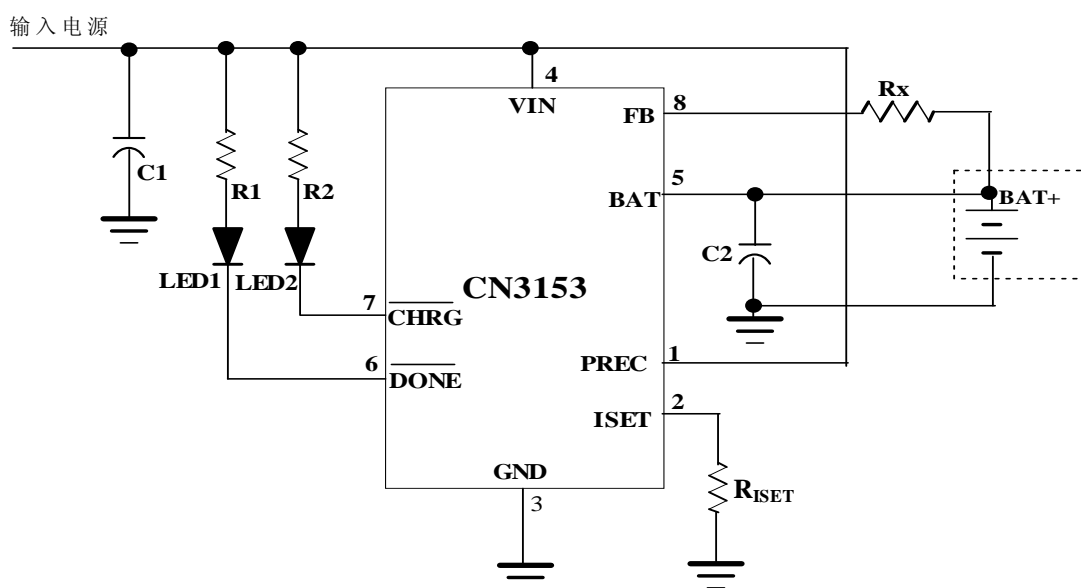 输入电源
4
VIN
Rx
8
FB
C1
R1
R2
5
BAT
BAT+
C2
LED1
LED2
CN3153
7
CHRG
6
DONE
1
PREC
2
ISET
GND
3
RISET